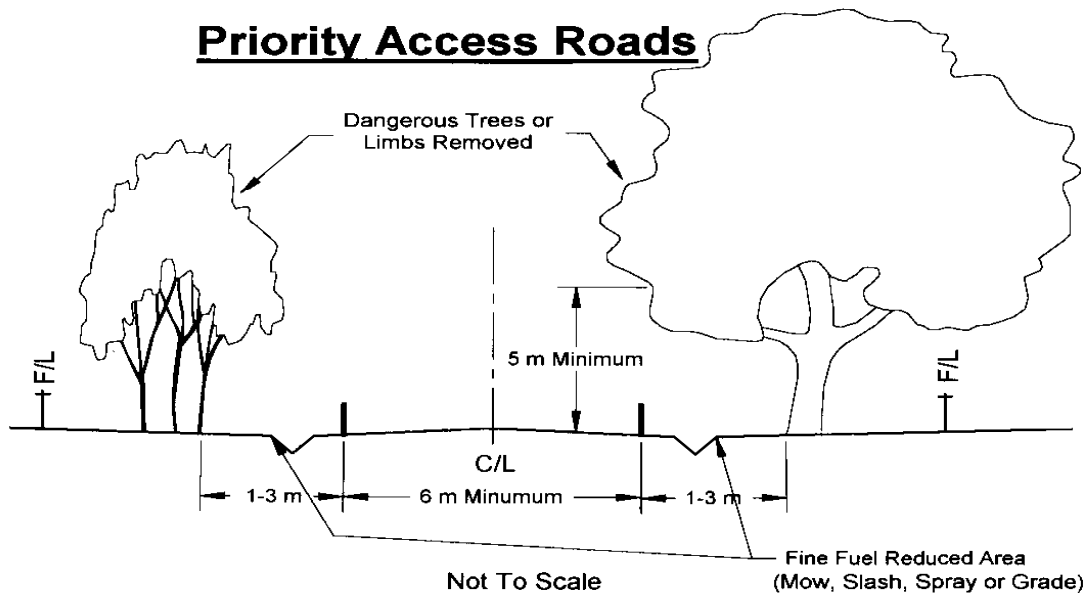 Priority Access Roads
Dangerous Trees or
Limbs Removed
5 m Minimum
F/L
F/L
C/L
1-3 m
6 m Minumum
1-3 m
Fine Fuel Reduced Area
(Mow, Slash, Spray or Grade)
Not To Scale